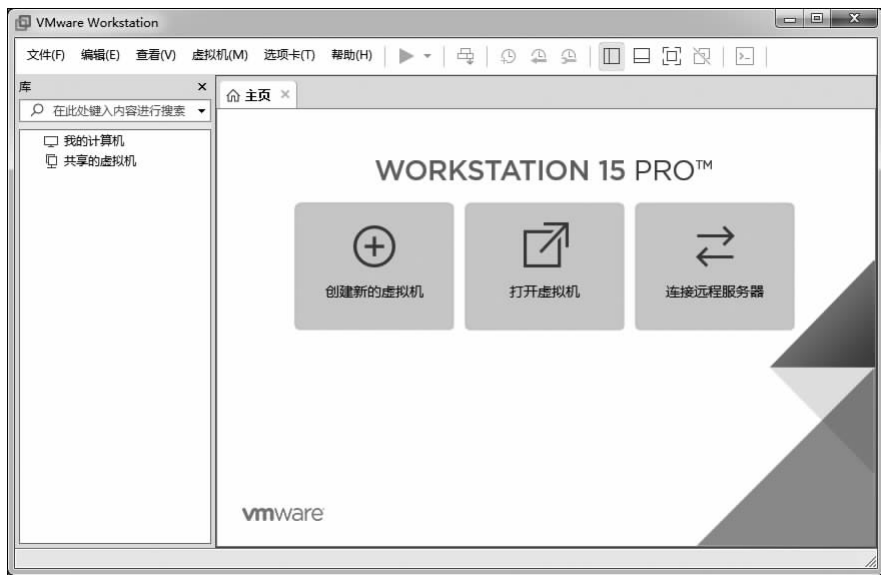 VMware Workstation
文件(F) 编辑(E) 查看(V) 虚拟机(M) 选项卡(T) 帮助(H)
库
在此处键入内容进行搜索
我的计算机
共享的虚拟机
主页
WORKSTATION 15 PRO™
创建新的虚拟机
打开虚拟机
连接远程服务器
vmware